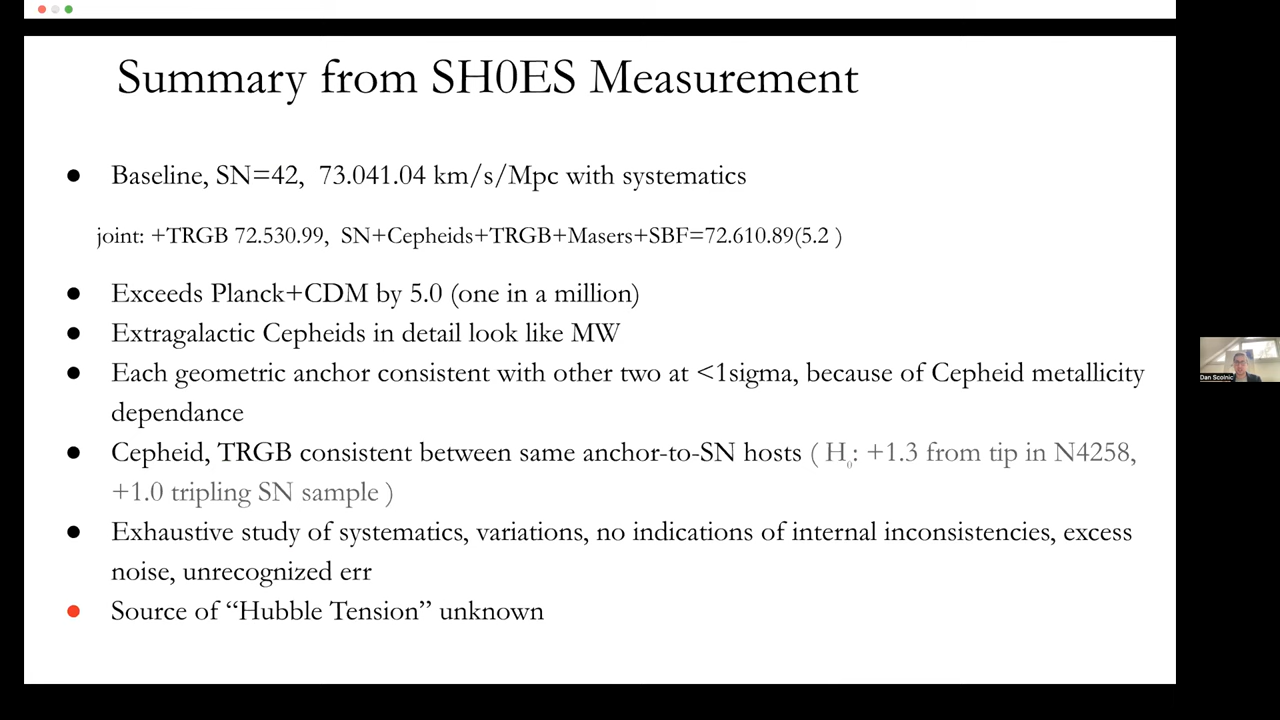 Summary from SH0ES Measurement
● Baseline, SN=42, 73.041.04 km/s/Mpc with systematics
joint: +TRGB 72.530.99, SN+Cepheids+TRGB+Masers+SBF=72.610.89(5.2 )
● Exceeds Planck+CDM by 5.0 (one in a million)
● Extragalactic Cepheids in detail look like MW
● Each geometric anchor consistent with other two at <1sigma, because of Cepheid metallicity
dependance
● Cepheid, TRGB consistent between same anchor-to-SN hosts ( H₀: +1.3 from tip in N4258,
+1.0 tripling SN sample )
● Exhaustive study of systematics, variations, no indications of internal inconsistencies, excess
noise, unrecognized err
● Source of “Hubble Tension” unknown
Dan Scolnic